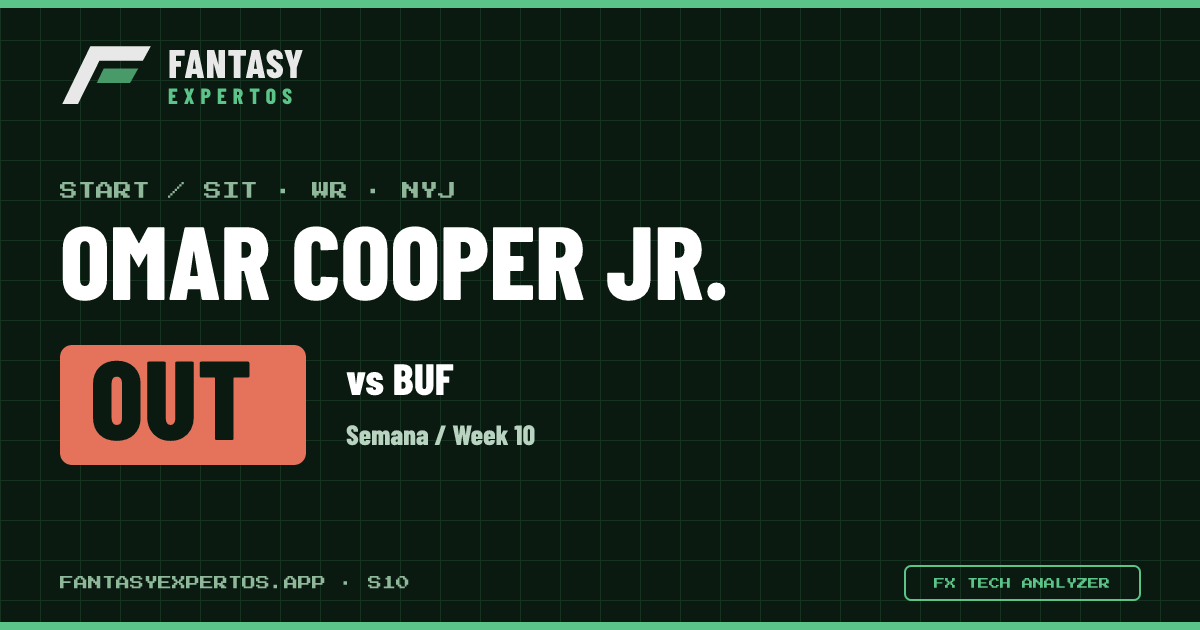 FANTASY
EXPERTOS
START / SIT · WR · NYJ
OMAR COOPER JR.
OUT
vs BUF
Semana / Week 10
FANTASYEXPERTOS.APP · S10
FX TECH ANALYZER